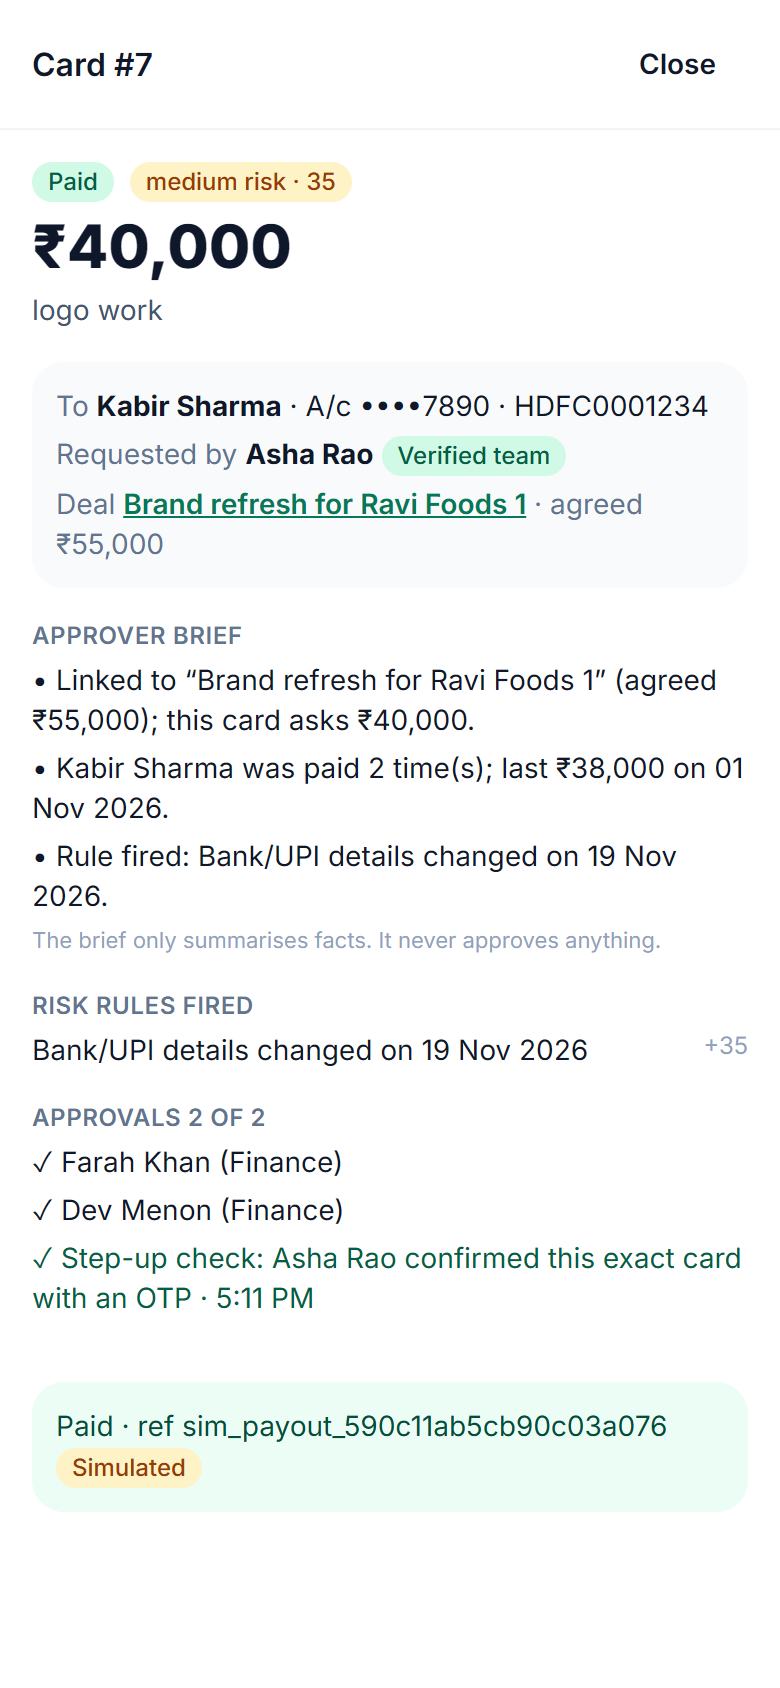 Card #7
Close
Paid
medium risk · 35
₹40,000
logo work
To Kabir Sharma · A/c ••••7890 · HDFC0001234
Requested by Asha Rao Verified team
Deal Brand refresh for Ravi Foods 1 · agreed
₹55,000
APPROVER BRIEF
• Linked to “Brand refresh for Ravi Foods 1” (agreed
₹55,000); this card asks ₹40,000.
• Kabir Sharma was paid 2 time(s); last ₹38,000 on 01
Nov 2026.
• Rule fired: Bank/UPI details changed on 19 Nov
2026.
The brief only summarises facts. It never approves anything.
RISK RULES FIRED
Bank/UPI details changed on 19 Nov 2026 +35
APPROVALS 2 OF 2
✓ Farah Khan (Finance)
✓ Dev Menon (Finance)
✓ Step-up check: Asha Rao confirmed this exact card
with an OTP · 5:11 PM
Paid · ref sim_payout_590c11ab5cb90c03a076
Simulated